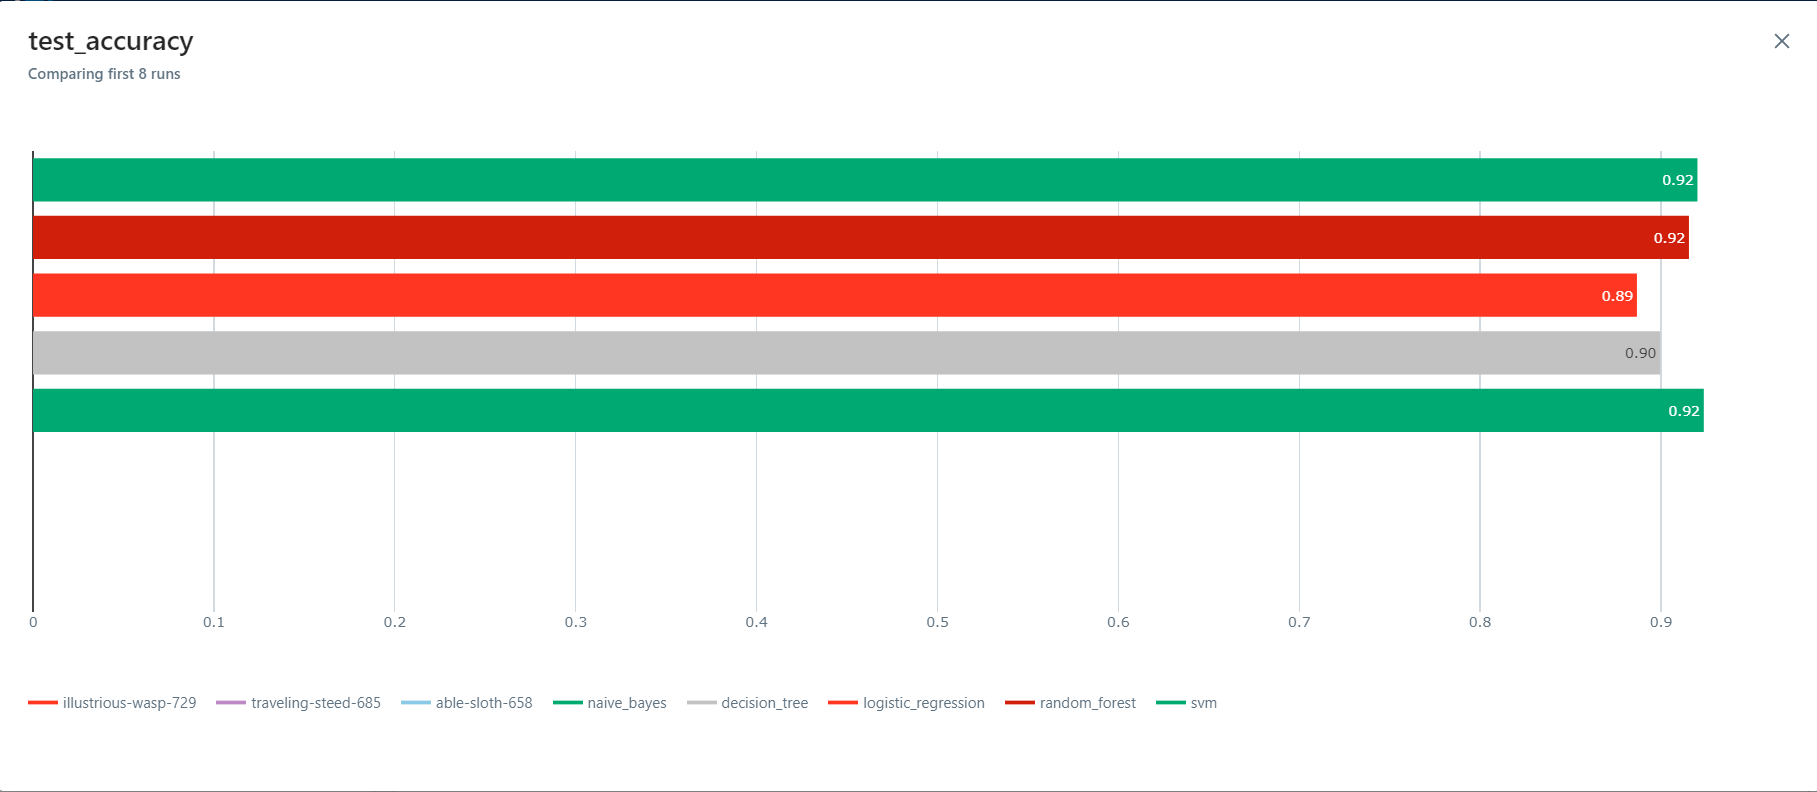 test_accuracy
Comparing first 8 runs
0.92
0.92
0.89
0.90
0.92
0 0.1 0.2 0.3 0.4 0.5 0.6 0.7 0.8 0.9
illustrious-wasp-729 traveling-steed-685 able-sloth-658 naive_bayes decision_tree logistic_regression random_forest svm